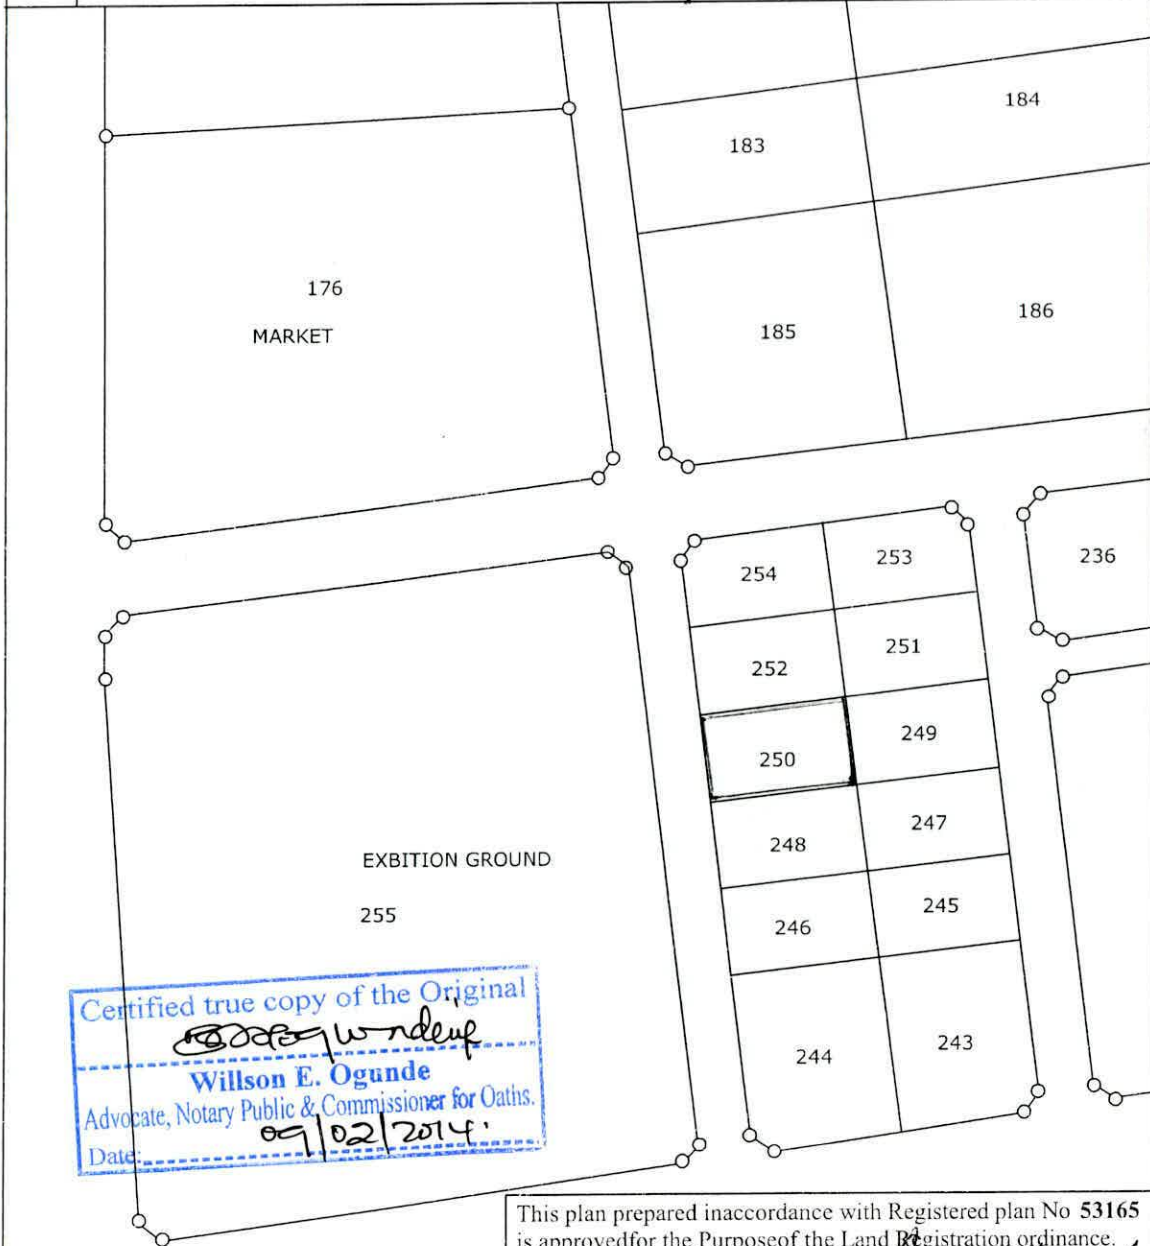 184
183
176
186
MARKET
185
236
253
254
251
252
249
250
247
248
EXBITION GROUND
245
255
246
Certified true copy of the Original
Willson E. Ogunde
Advocate, Notary Public & Commissioner for Oaths.
Date: 09/02/2014.
243
244
This plan prepared inaccordance with Registered plan No 53165
is approvedfor the Purposeof the Land Registration ordinance.